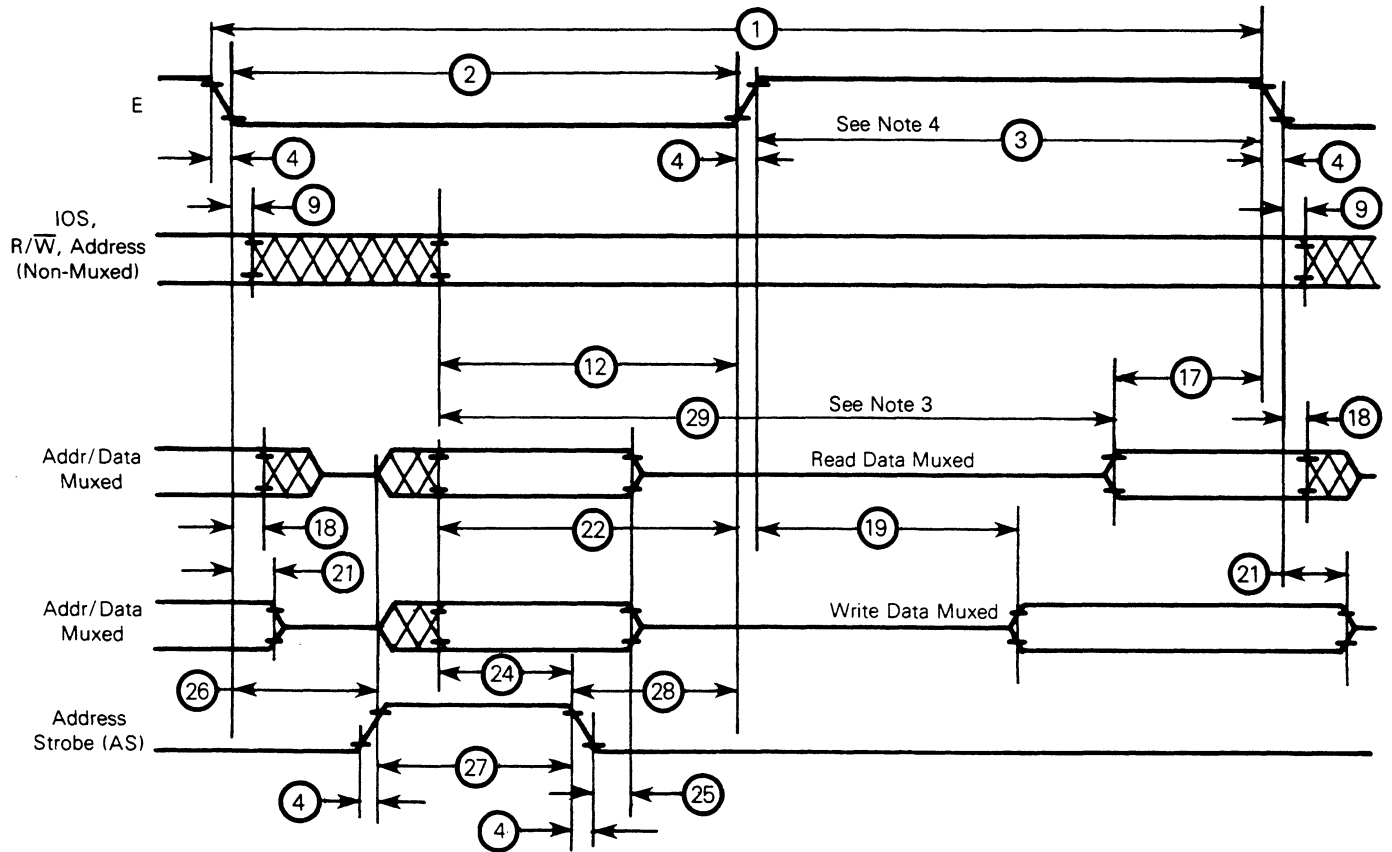 1
2
E
See Note 4
3
4
4
4
9
9
IOS,
R/W̅, Address
(Non-Muxed)
12
17
See Note 3
29
18
Addr/Data
Muxed
Read Data Muxed
18
22
19
21
21
Addr/Data
Muxed
Write Data Muxed
24
26
28
Address
Strobe (AS)
27
4
25
4